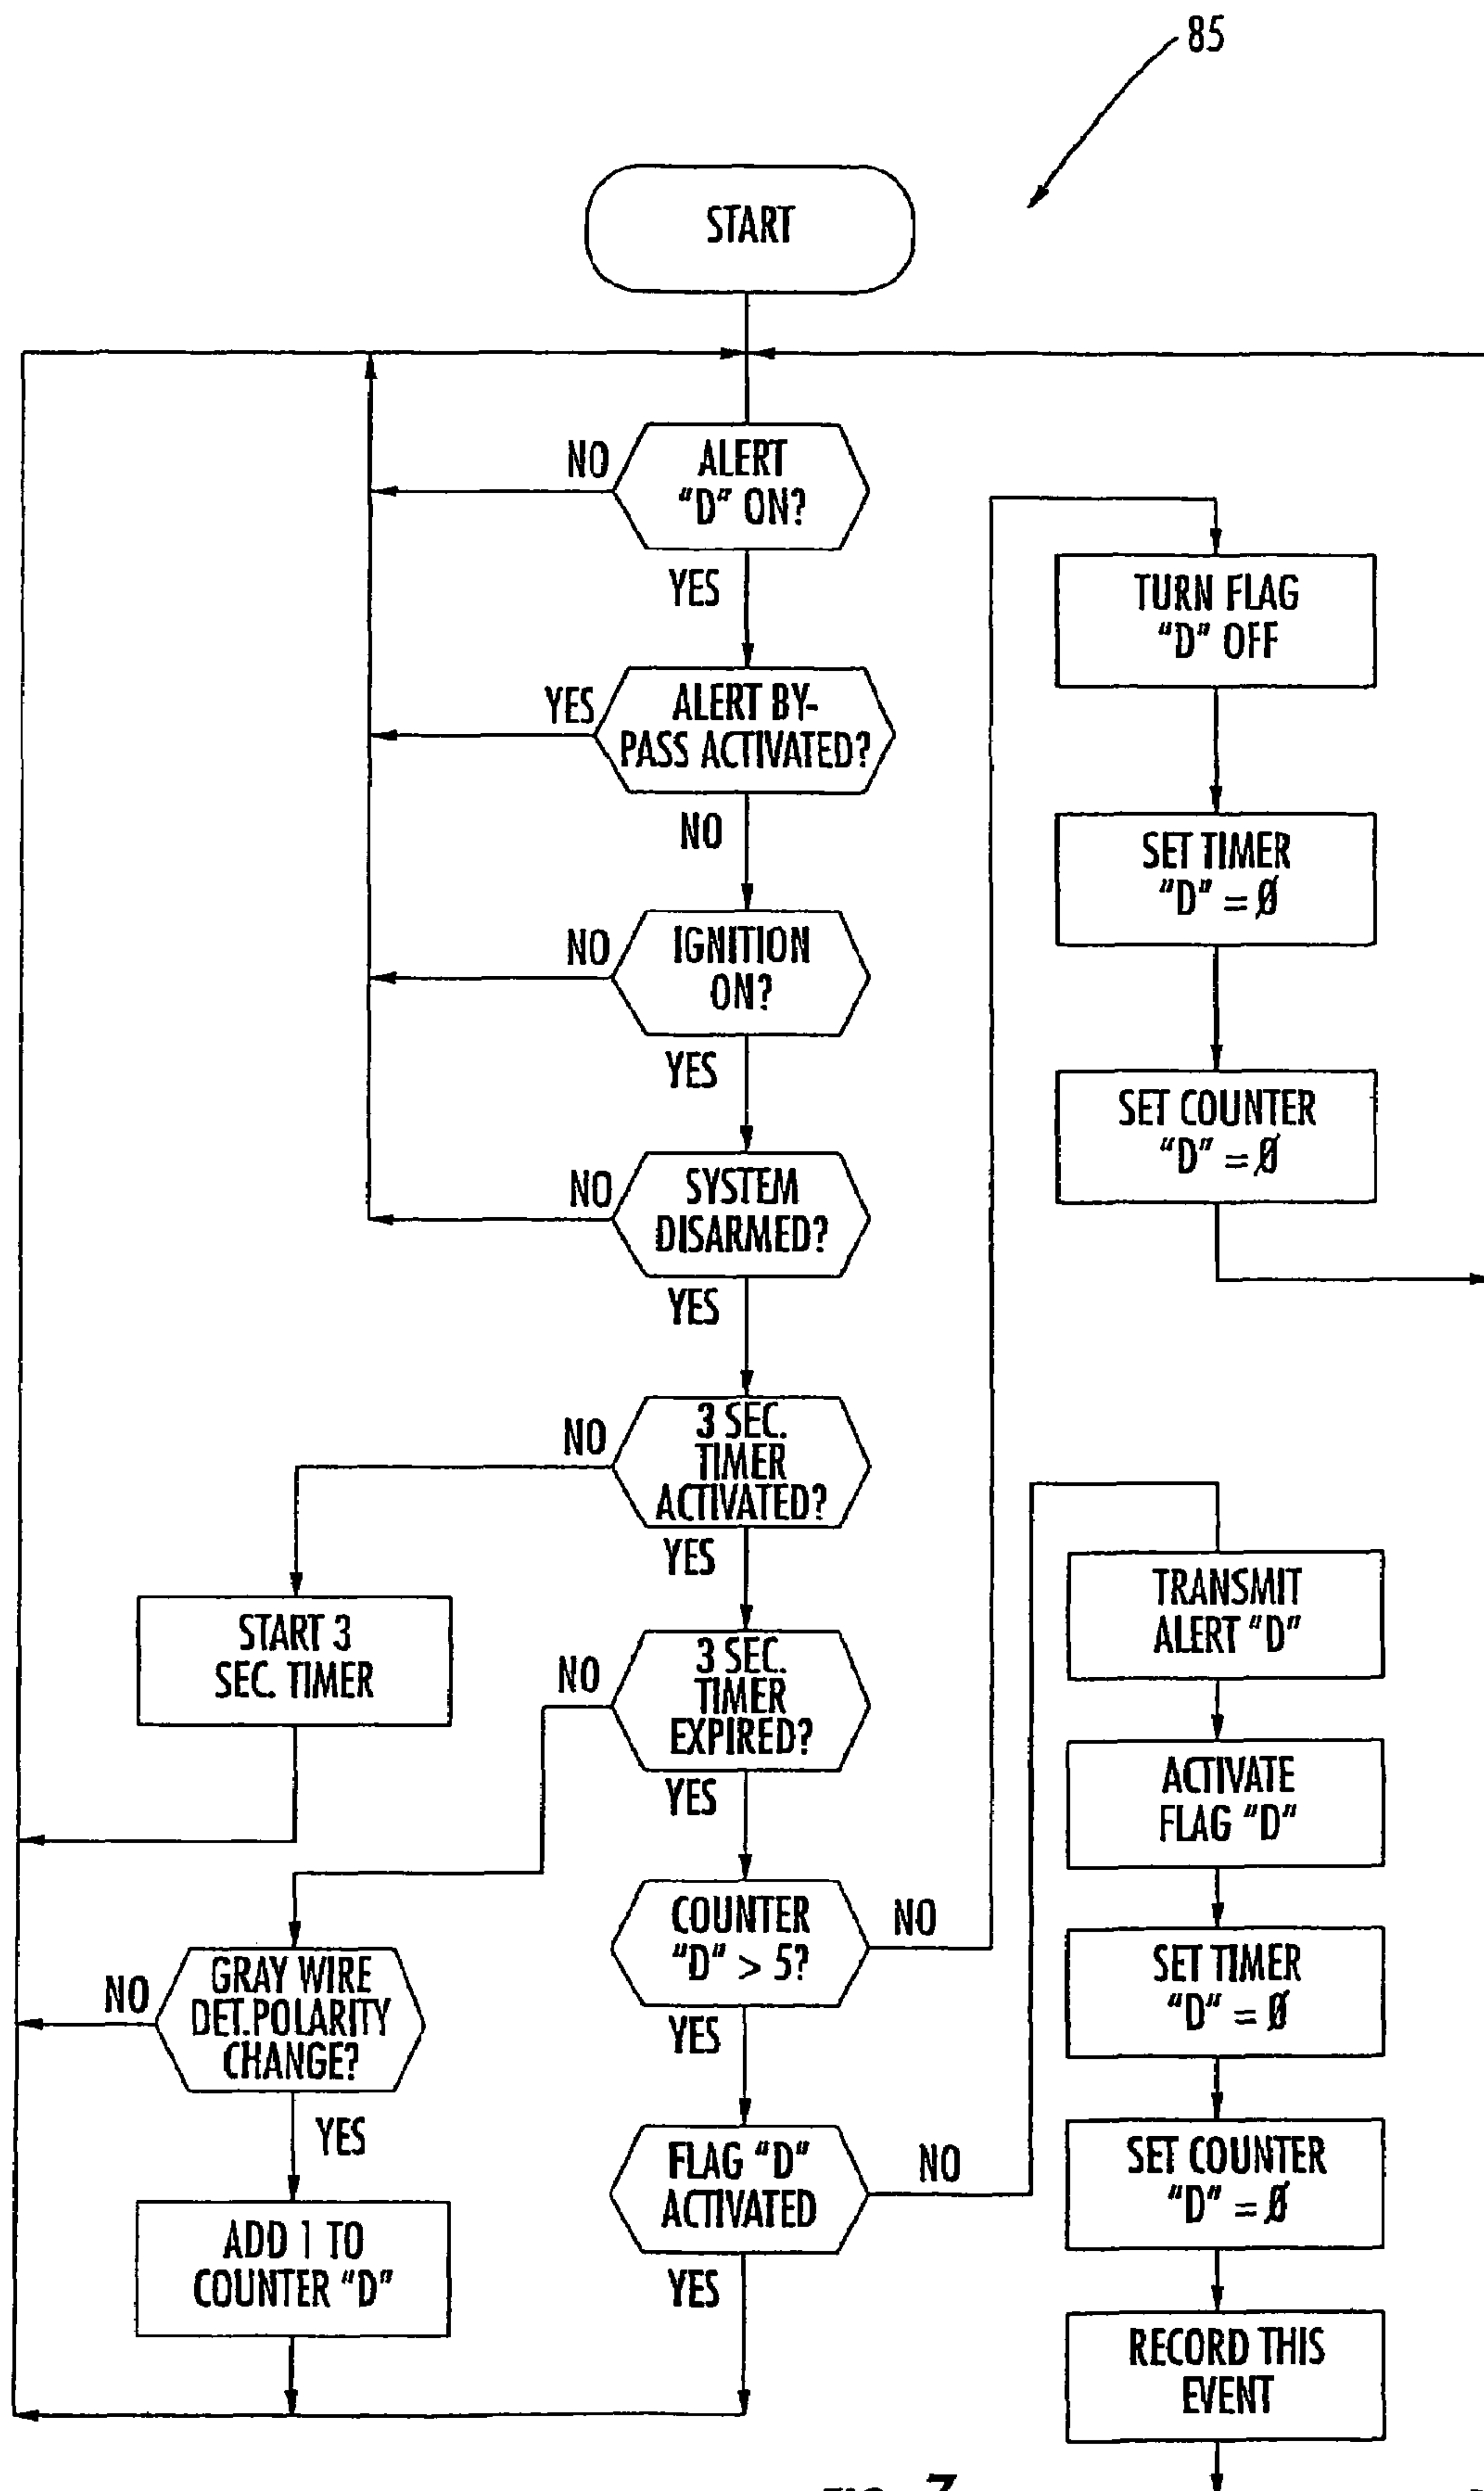 85
START
ALERT
"D" ON?
NO
YES
ALERT BY-
PASS ACTIVATED?
YES
NO
IGNITION
ON?
NO
YES
SYSTEM
DISARMED?
NO
YES
3 SEC.
TIMER
ACTIVATED?
NO
YES
START 3
SEC. TIMER
3 SEC.
TIMER
EXPIRED?
NO
YES
GRAY WIRE
DET.POLARITY
CHANGE?
NO
YES
ADD 1 TO
COUNTER "D"
COUNTER
"D" > 5?
NO
YES
FLAG "D"
ACTIVATED
NO
YES
TURN FLAG
"D" OFF
SET TIMER
"D" = Ø
SET COUNTER
"D" = Ø
TRANSMIT
ALERT "D"
ACTIVATE
FLAG "D"
SET TIMER
"D" = Ø
SET COUNTER
"D" = Ø
RECORD THIS
EVENT